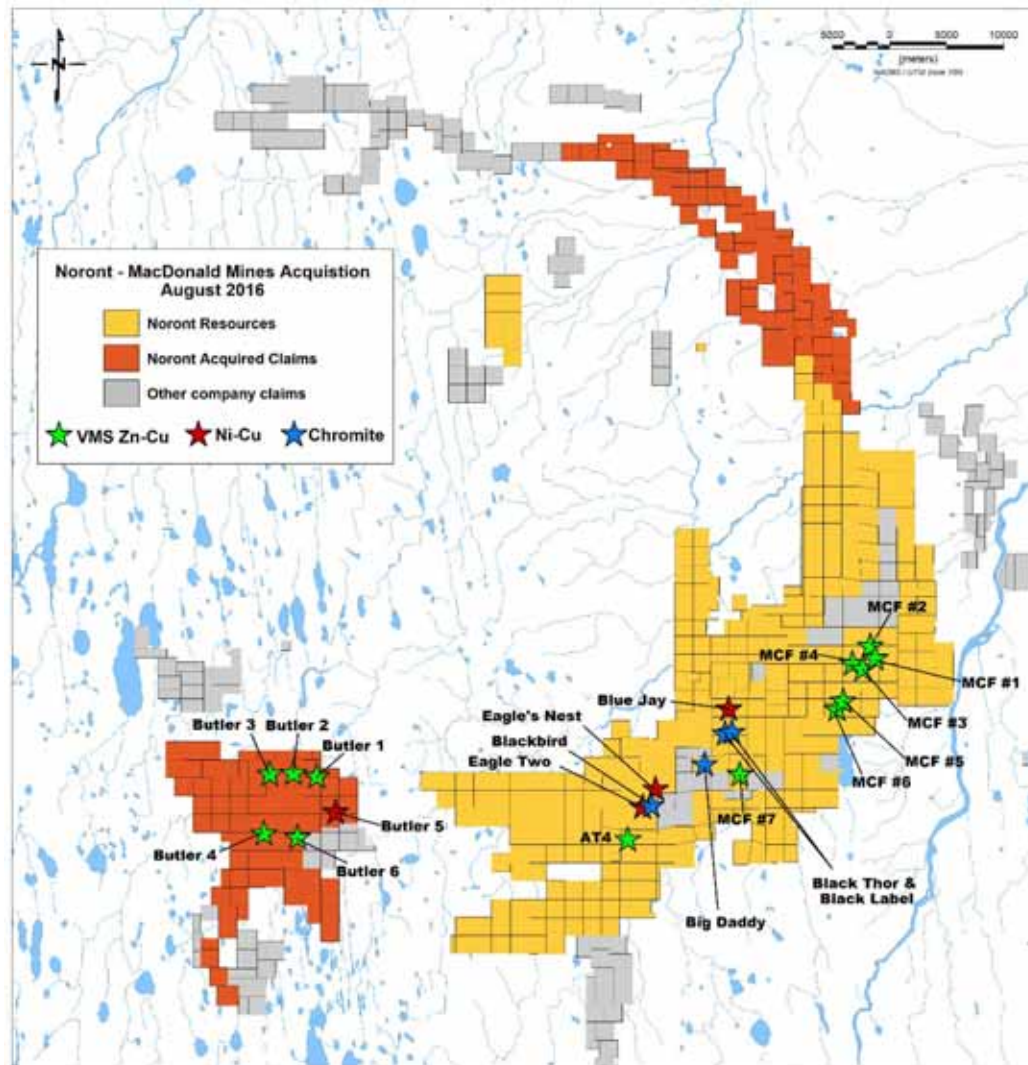 N
5000 0 5000 10000
(meters)
Noront - MacDonald Mines Acquistion
August 2016
Noront Resources
Noront Acquired Claims
Other company claims
VMS Zn-Cu Ni-Cu Chromite
MCF #2
MCF #4
MCF #1
MCF #3
MCF #5
MCF #6
Blue Jay
Eagle's Nest
Blackbird
Eagle Two
Butler 3 Butler 2
Butler 1
Butler 5
Butler 4
Butler 6
MCF #7
AT4
Black Thor &
Black Label
Big Daddy